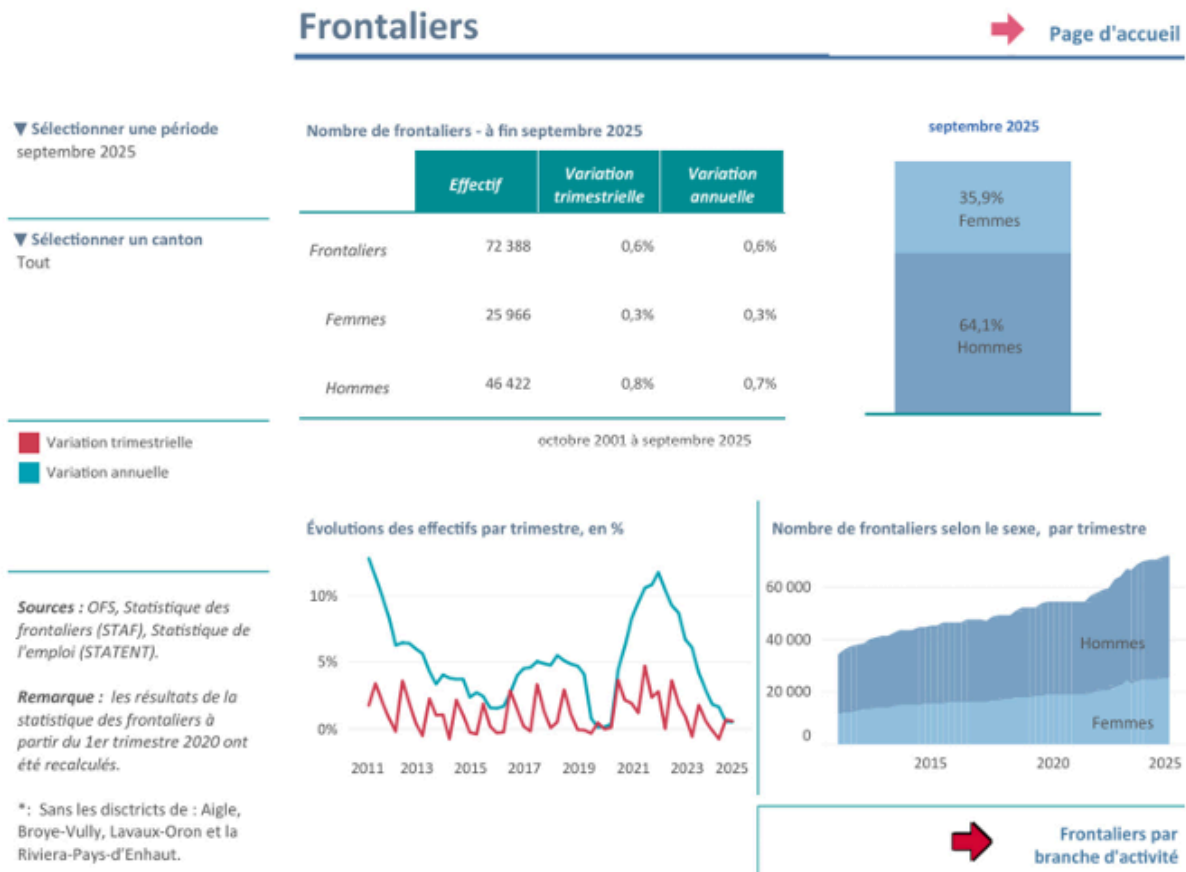 Frontaliers
Page d'accueil
▼ Sélectionner une période
septembre 2025
▼ Sélectionner un canton
Tout
Variation trimestrielle
Variation annuelle
Sources : OFS, Statistique des
frontaliers (STAF), Statistique de
l'emploi (STATENT).
Remarque : les résultats de la
statistique des frontaliers à
partir du 1er trimestre 2020 ont
été recalculés.
*: Sans les disctricts de : Aigle,
Broye-Vully, Lavaux-Oron et la
Riviera-Pays-d'Enhaut.
Nombre de frontaliers - à fin septembre 2025
Effectif Variation trimestrielle Variation annuelle
Frontaliers 72 388 0,6% 0,6%
Femmes 25 966 0,3% 0,3%
Hommes 46 422 0,8% 0,7%
octobre 2001 à septembre 2025
septembre 2025
35,9%
Femmes
64,1%
Hommes
Évolutions des effectifs par trimestre, en %
10%
5%
0%
2011 2013 2015 2017 2019 2021 2023 2025
Nombre de frontaliers selon le sexe, par trimestre
60 000
40 000
20 000
0
Hommes
Femmes
2015 2020 2025
Frontaliers par
branche d'activité